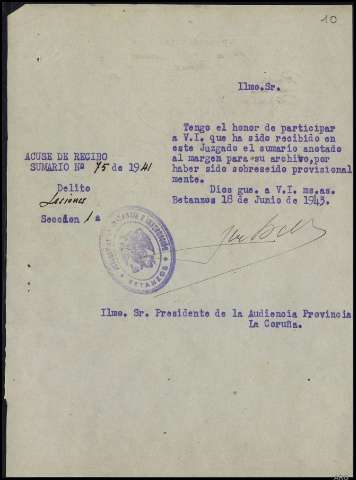 10
Ilmo.Sr.
Tengo el honor de participar
a V.I. que ha sido recibido en
este Juzgado el sumario anotado
al margen para su archivo,por
haber sido sobreseido provisional
mente.
Dios gue. a V.I. ms.as.
Betanzos 18 de Junio de 1943.
ACUSE DE RECIBO
SUMARIO Nº 75 de 1941
Delito
Lesiones
Sección 1 a
BETANZOS
Ilmo. Sr. Presidente de la Audiencia Provincia
La Coruña.